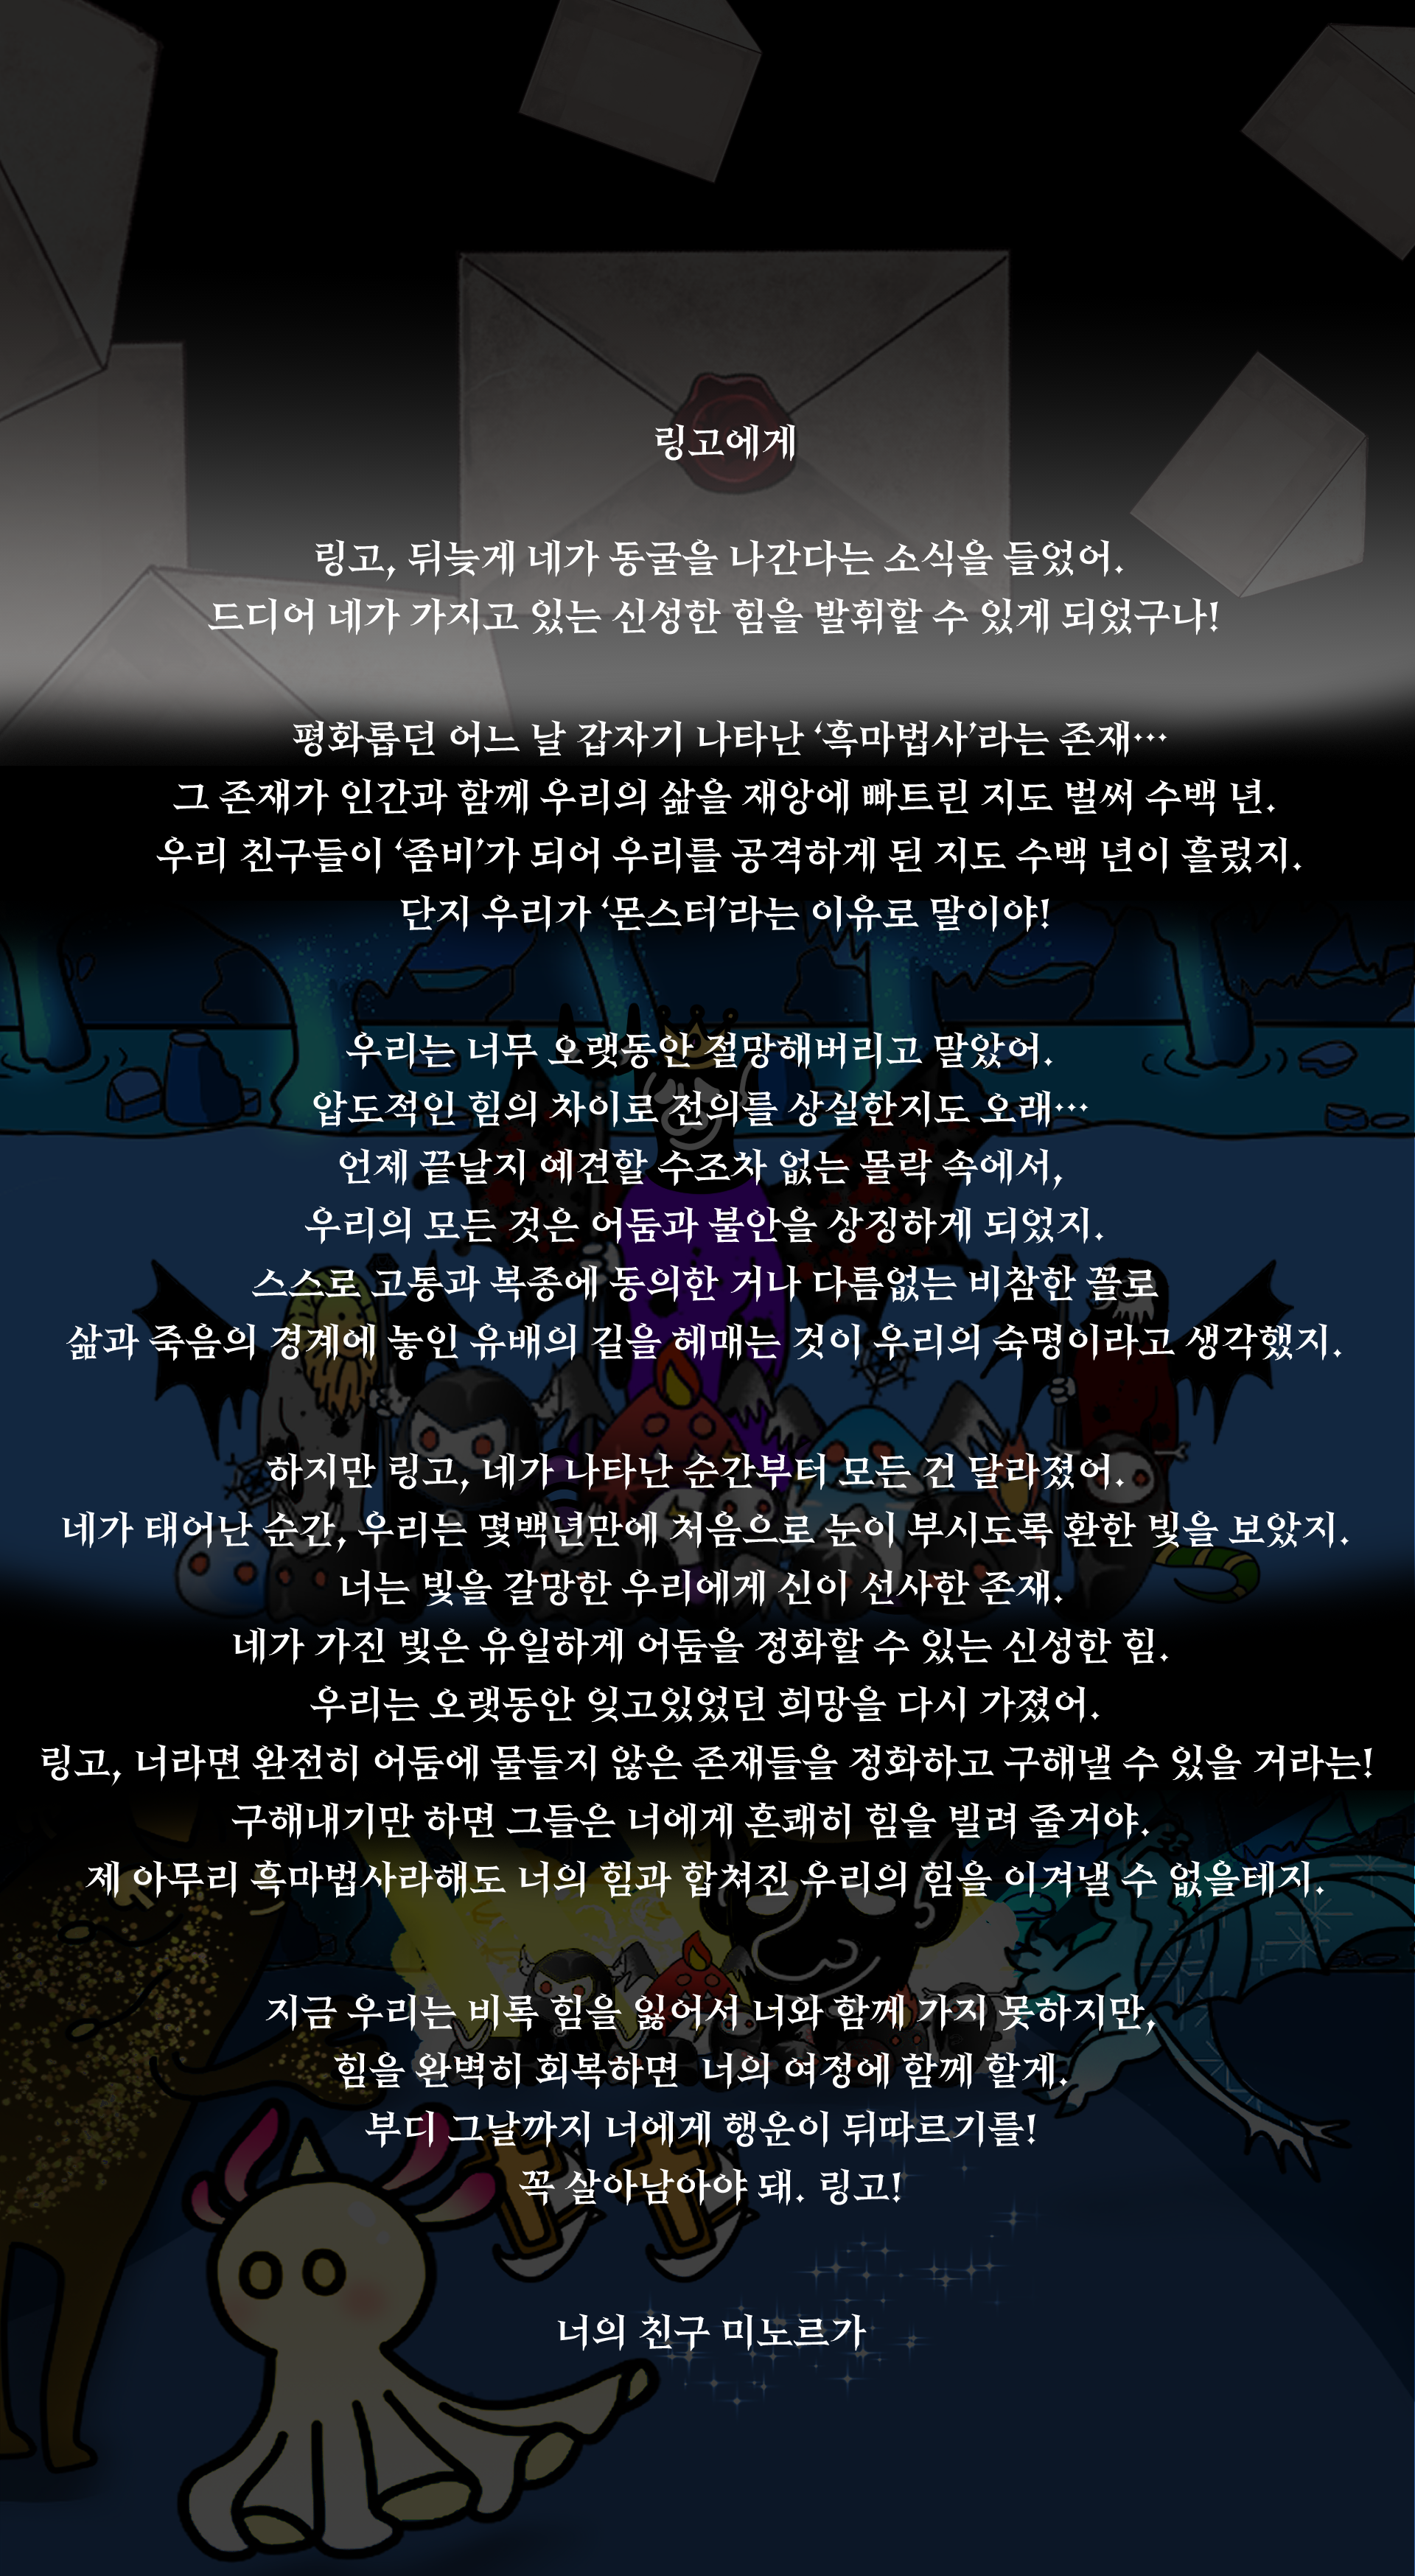 링고에게
링고, 뒤늦게 네가 동굴을 나간다는 소식을 들었어.
드디어 네가 가지고 있는 신성한 힘을 발휘할 수 있게 되었구나!
평화롭던 어느 날 갑자기 나타난 ‘흑마법사’라는 존재…
그 존재가 인간과 함께 우리의 삶을 재앙에 빠트린 지도 벌써 수백 년.
우리 친구들이 ‘좀비’가 되어 우리를 공격하게 된 지도 수백 년이 흘렀지.
단지 우리가 ‘몬스터’라는 이유로 말이야!
우리는 너무 오랫동안 절망해버리고 말았어.
압도적인 힘의 차이로 전의를 상실한지도 오래…
언제 끝날지 예견할 수조차 없는 몰락 속에서,
우리의 모든 것은 어둠과 불안을 상징하게 되었지.
스스로 고통과 복종에 동의한 거나 다름없는 비참한 꼴로
삶과 죽음의 경계에 놓인 유배의 길을 헤매는 것이 우리의 숙명이라고 생각했지.
하지만 링고, 네가 나타난 순간부터 모든 건 달라졌어.
네가 태어난 순간, 우리는 몇백년만에 처음으로 눈이 부시도록 환한 빛을 보았지.
너는 빛을 갈망한 우리에게 신이 선사한 존재.
네가 가진 빛은 유일하게 어둠을 정화할 수 있는 신성한 힘.
우리는 오랫동안 잊고있었던 희망을 다시 가졌어.
링고, 너라면 완전히 어둠에 물들지 않은 존재들을 정화하고 구해낼 수 있을 거라는!
구해내기만 하면 그들은 너에게 흔쾌히 힘을 빌려 줄거야.
제 아무리 흑마법사라해도 너의 힘과 합쳐진 우리의 힘을 이겨낼 수 없을테지.
지금 우리는 비록 힘을 잃어서 너와 함께 가지 못하지만,
힘을 완벽히 회복하면 너의 여정에 함께 할게.
부디 그날까지 너에게 행운이 뒤따르기를!
꼭 살아남아야 돼. 링고!
너의 친구 미노르가